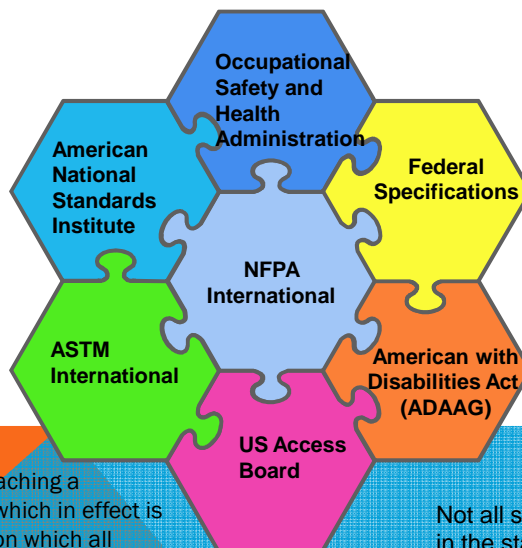 Occupational
Safety and
Health
Administration
American
National
Standards
Institute
Federal
Specifications
NFPA
International
ASTM
International
American with
Disabilities Act
(ADAAG)
US Access
Board
aching a
which in effect is
on which all
Not all s
in the sta